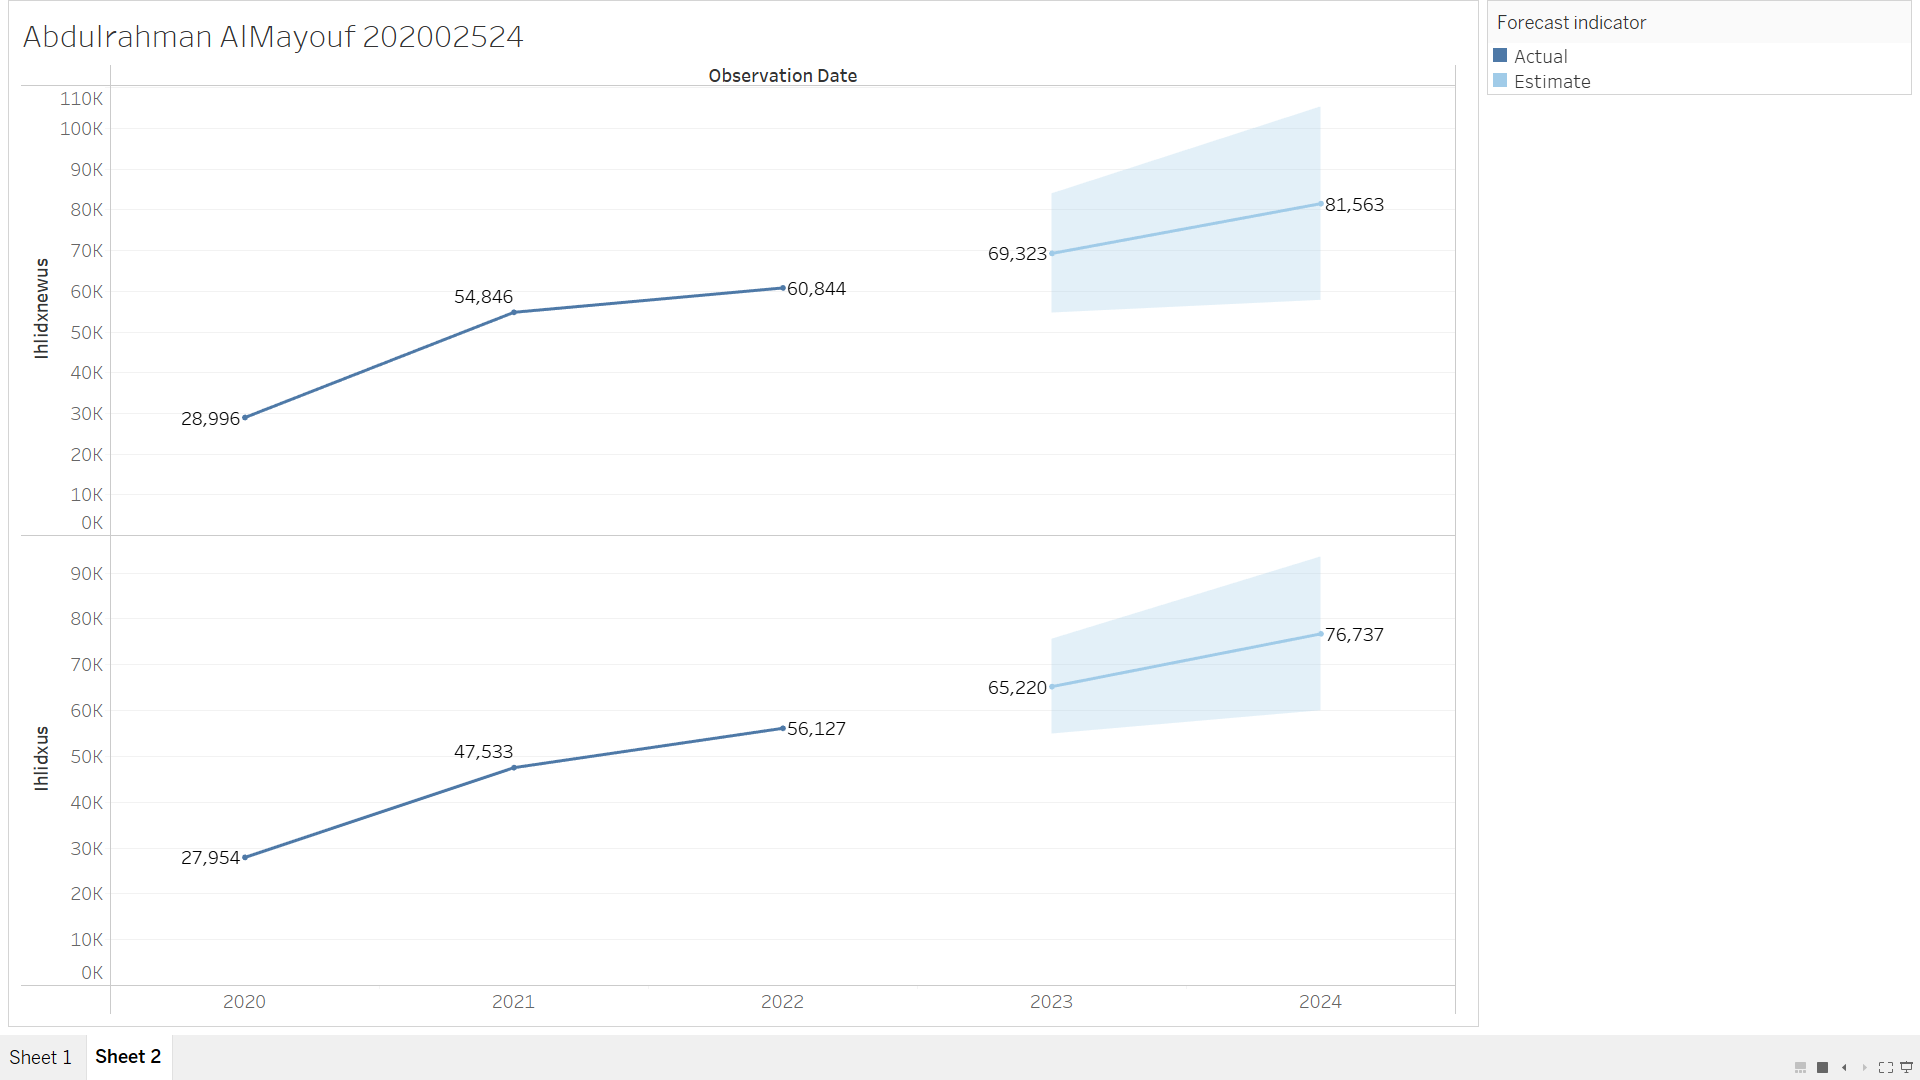 Abdulrahman AlMayouf 202002524
Observation Date
Ihlidxnewus
110K
100K
90K
80K
70K
60K
50K
40K
30K
20K
10K
0K
28,996
54,846
60,844
69,323
81,563
Ihlidxus
90K
80K
70K
60K
50K
40K
30K
20K
10K
0K
27,954
47,533
56,127
65,220
76,737
2020 2021 2022 2023 2024
Forecast indicator
Actual
Estimate
Sheet 1 Sheet 2